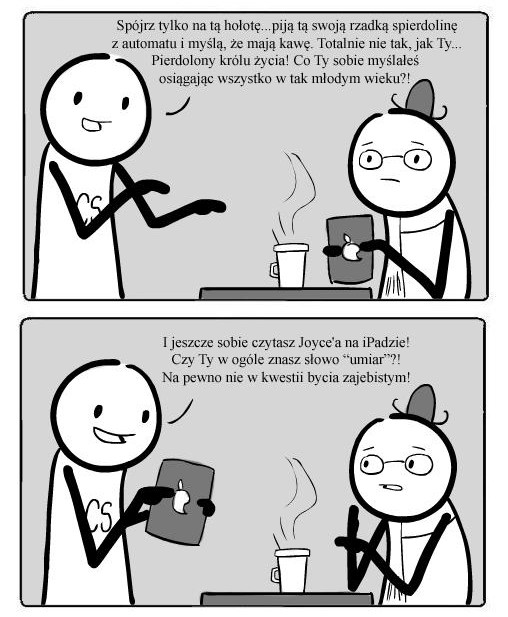 Spójrz tylko na tą hołotę...piją tą swoją rzadką spierdolinę
z automatu i myślą, że mają kawę. Totalnie nie tak, jak Ty...
Pierdolony królu życia! Co Ty sobie myślałeś
osiągając wszystko w tak młodym wieku?!
CS
I jeszcze sobie czytasz Joyce'a na iPadzie!
Czy Ty w ogóle znasz słowo “umiar”?!
Na pewno nie w kwestii bycia zajebistym!
CS